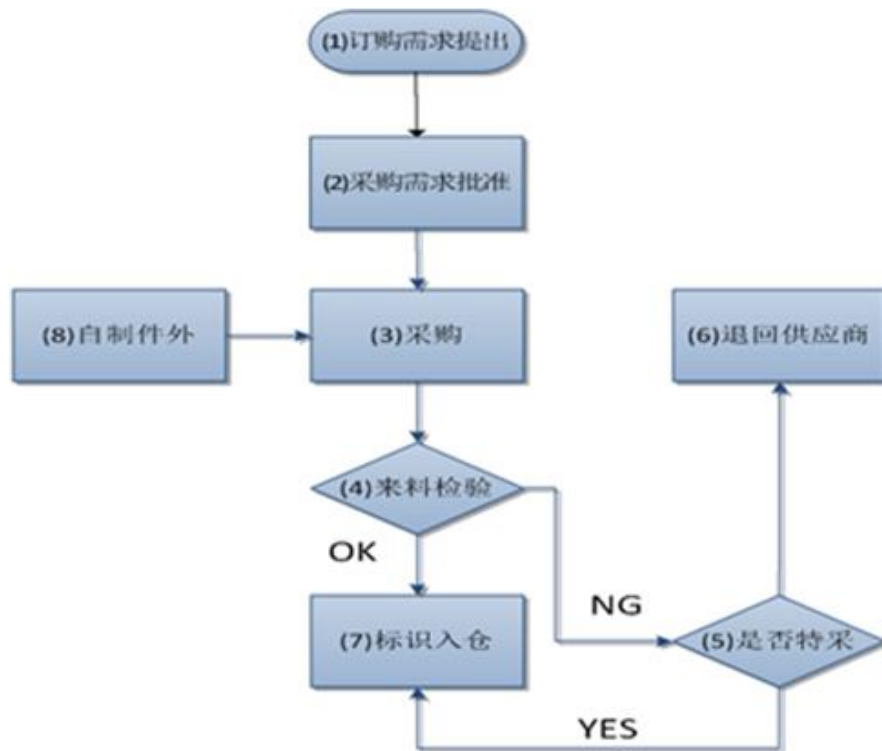 (1)订购需求提出
(2)采购需求批准
(8)自制件外
(3)采购
(6)退回供应商
(4)来料检验
OK
NG
(7)标识入仓
(5)是否特采
YES